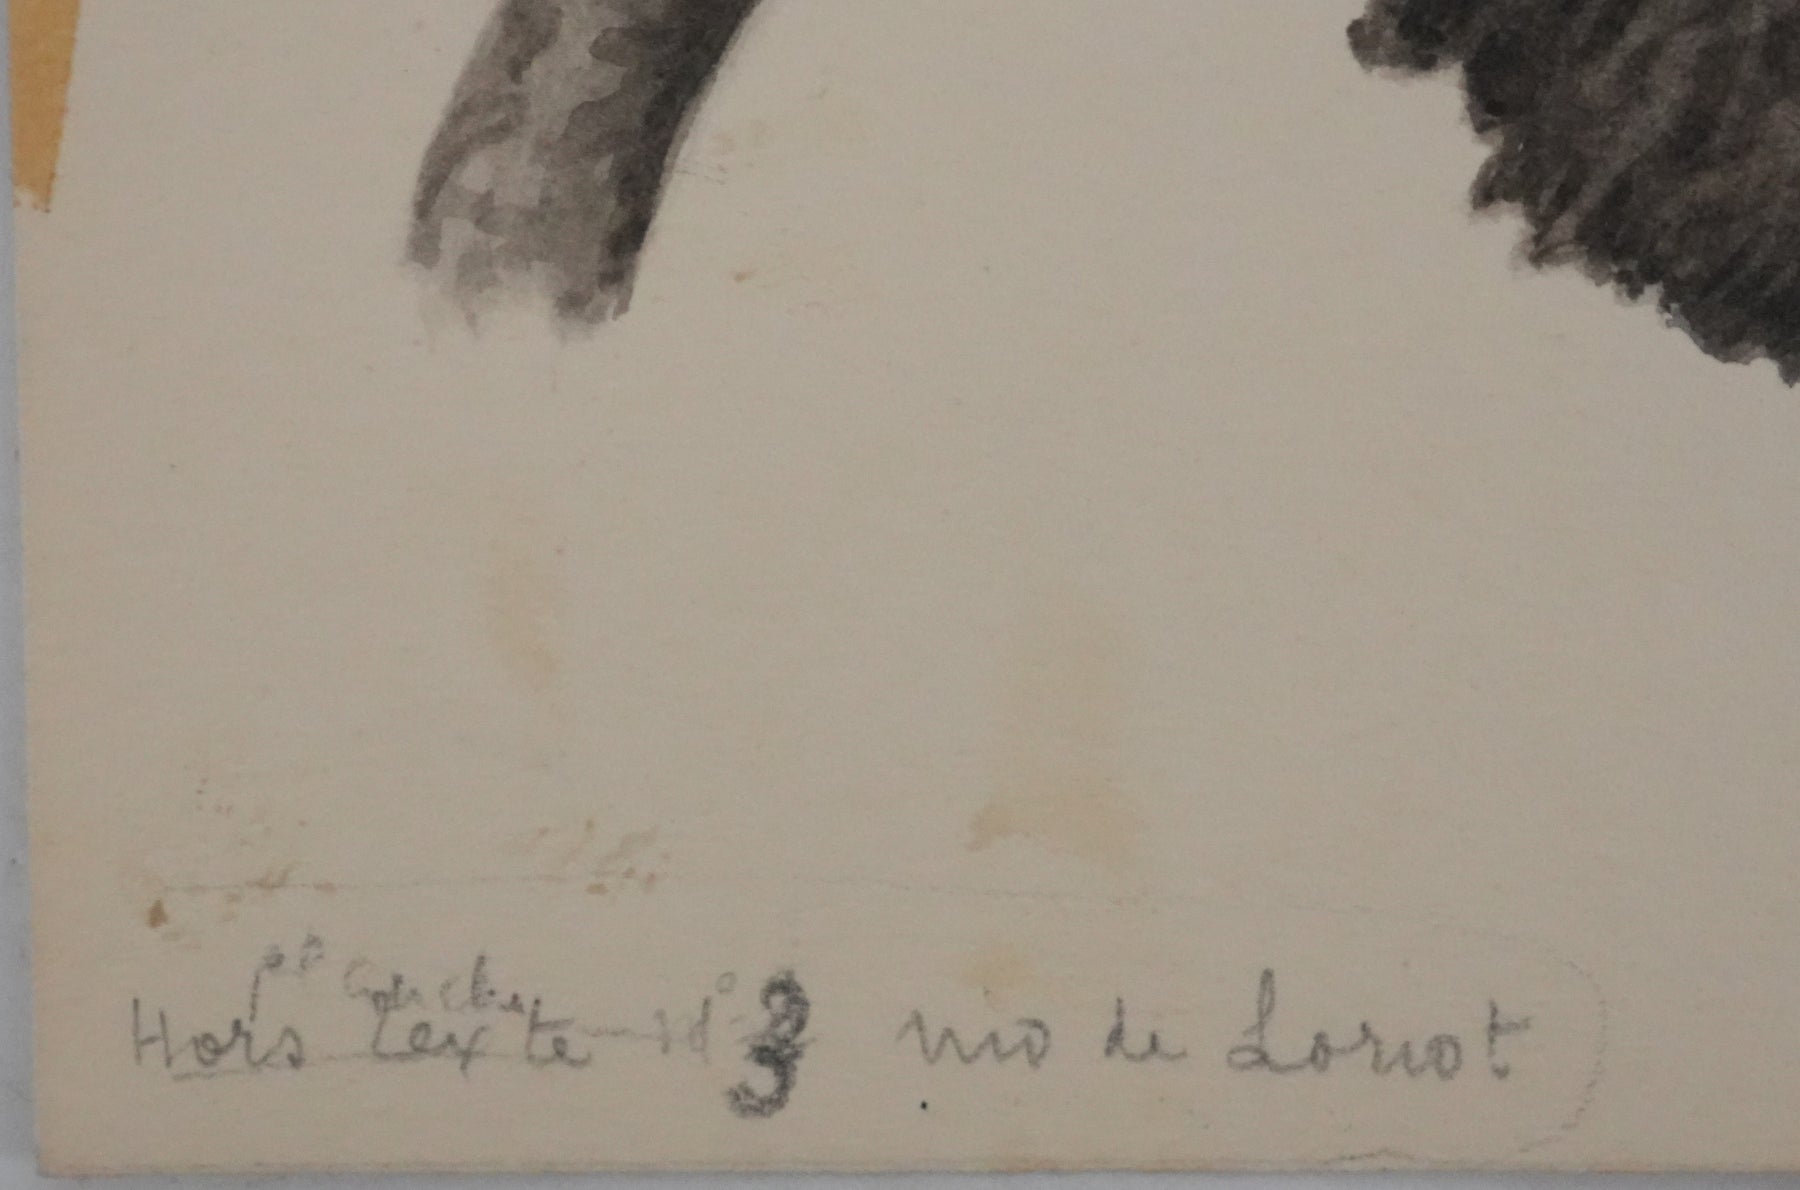 Hors texte n° 3 nid de Loriot